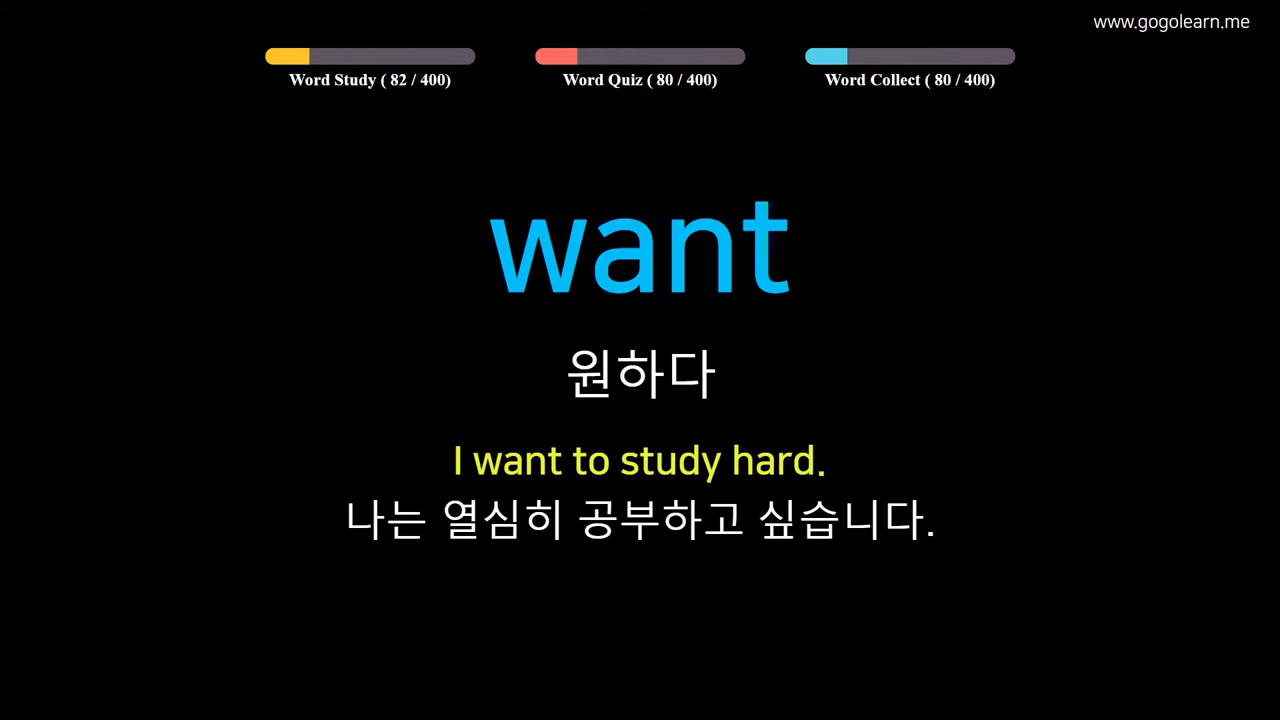 www.gogolearn.me
Word Study ( 82 / 400)
Word Quiz ( 80 / 400)
Word Collect ( 80 / 400)
want
원하다
I want to study hard.
나는 열심히 공부하고 싶습니다.